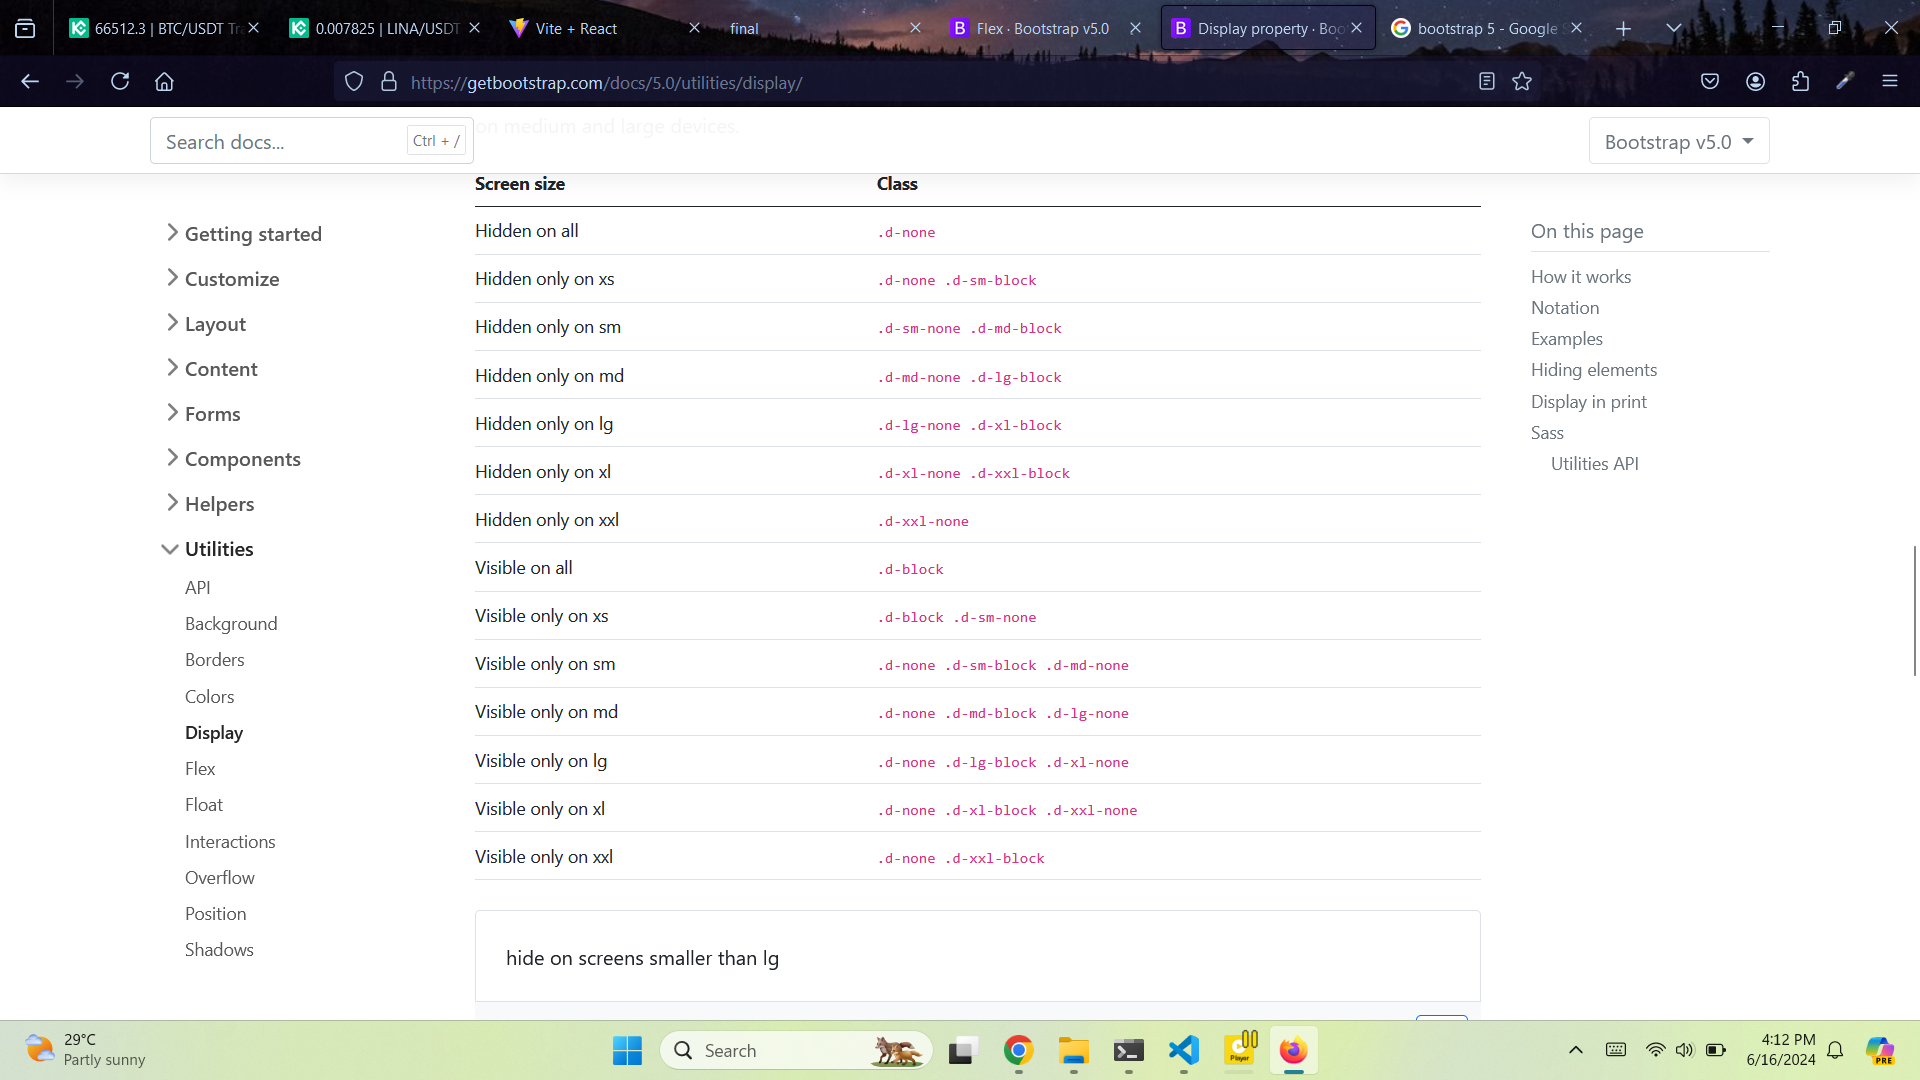 66512.3 | BTC/USDT Tr
0.007825 | LINA/USDT
Vite + React
final
Flex · Bootstrap v5.0
Display property · Boo
bootstrap 5 - Google S
https://getbootstrap.com/docs/5.0/utilities/display/
on medium and large devices.
Search docs...
Ctrl + /
Bootstrap v5.0
Screen size Class
Hidden on all .d-none
Hidden only on xs .d-none .d-sm-block
Hidden only on sm .d-sm-none .d-md-block
Hidden only on md .d-md-none .d-lg-block
Hidden only on lg .d-lg-none .d-xl-block
Hidden only on xl .d-xl-none .d-xxl-block
Hidden only on xxl .d-xxl-none
Visible on all .d-block
Visible only on xs .d-block .d-sm-none
Visible only on sm .d-none .d-sm-block .d-md-none
Visible only on md .d-none .d-md-block .d-lg-none
Visible only on lg .d-none .d-lg-block .d-xl-none
Visible only on xl .d-none .d-xl-block .d-xxl-none
Visible only on xxl .d-none .d-xxl-block
hide on screens smaller than lg
Getting started
Customize
Layout
Content
Forms
Components
Helpers
Utilities
API
Background
Borders
Colors
Display
Flex
Float
Interactions
Overflow
Position
Shadows
On this page
How it works
Notation
Examples
Hiding elements
Display in print
Sass
Utilities API
29°C
Partly sunny
Search
Player
4:12 PM
6/16/2024
PRE